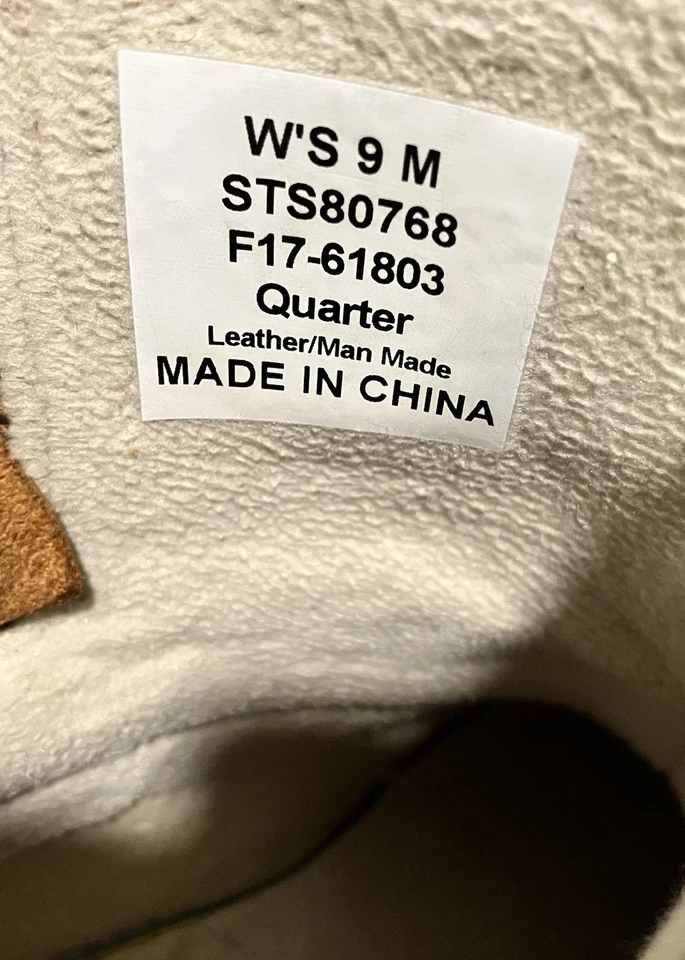 W'S 9 M
STS80768
F17-61803
Quarter
Leather/Man Made
MADE IN CHINA